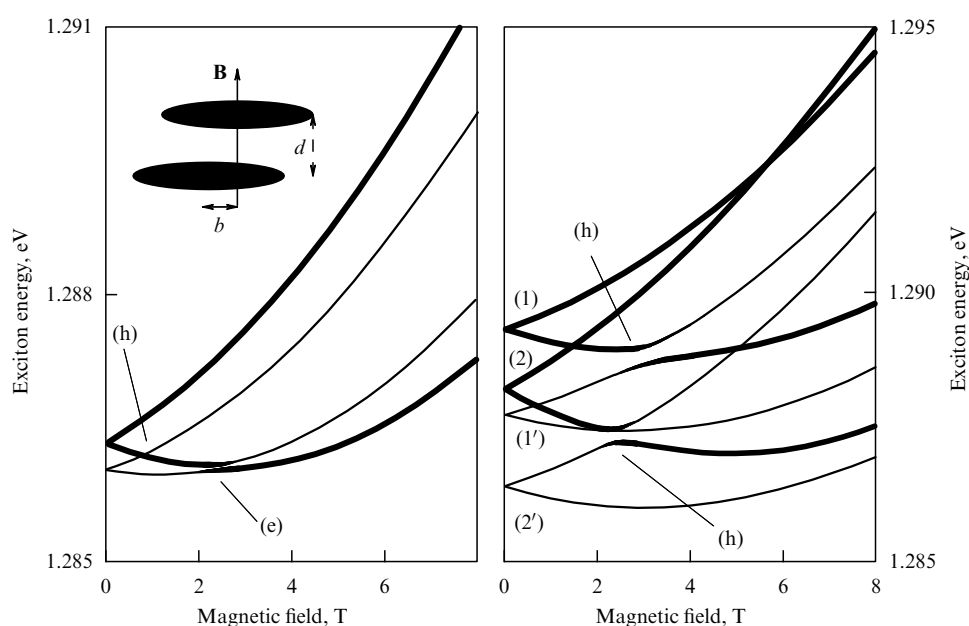 1.291
B
d
b
1.288
(h)
(e)
1.285
0
2
4
6
Magnetic field, T
Exciton energy, eV
1.295
(h)
(1)
1.290
(2)
(1′)
(2′)
(h)
1.285
0
2
4
6
8
Magnetic field, T
Exciton energy, eV